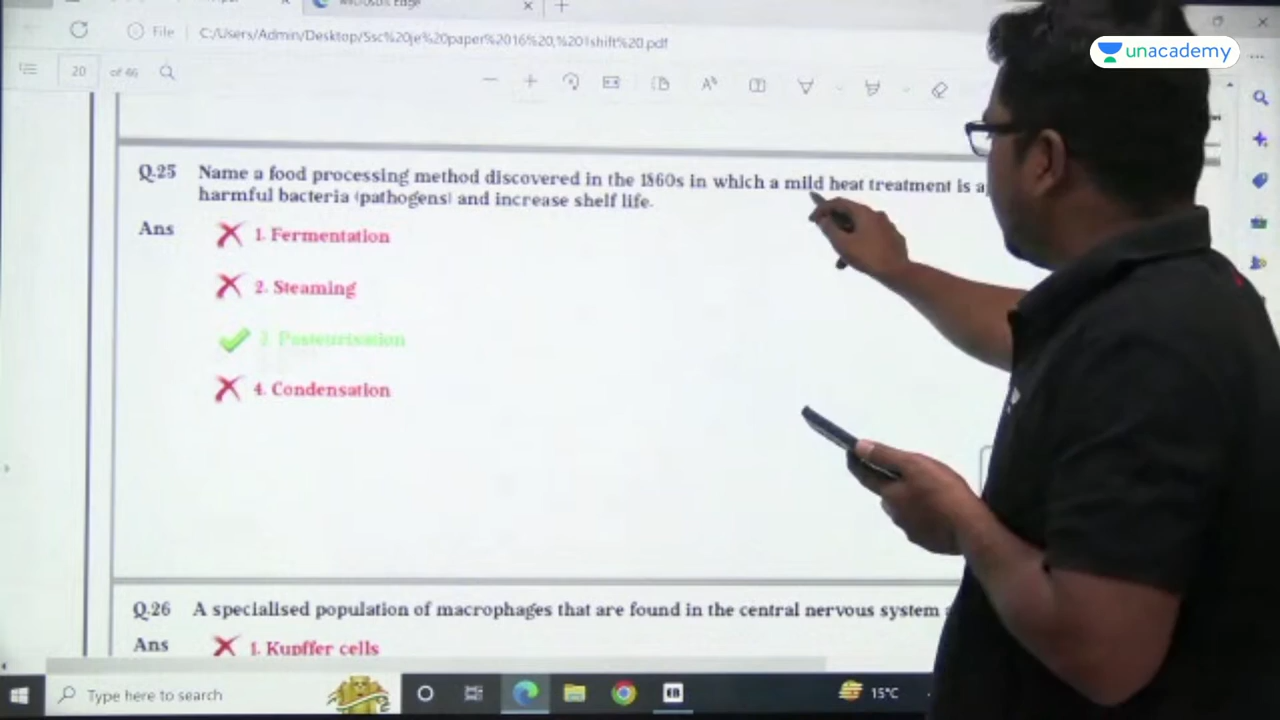 unacademy
File
C:/Users/Admin/Desktop/Ssc%20je%20paper%2016%20,%201shift%20.pdf
20 of 46
Q.25 Name a food processing method discovered in the 1860s in which a mild heat treatment is a
harmful bacteria (pathogens) and increase shelf life.
Ans 1. Fermentation
2. Steaming
3. Pasteurisation
4. Condensation
Q.26 A specialised population of macrophages that are found in the central nervous system
Ans 1. Kupffer cells
Type here to search
15°C